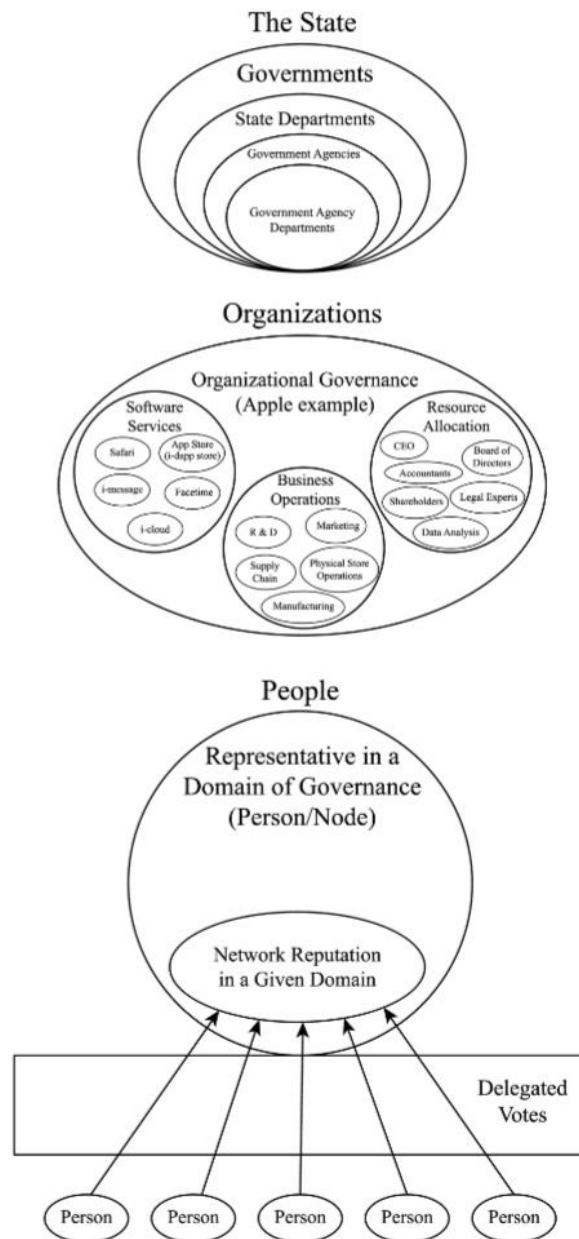 The State
Governments
State Departments
Government Agencies
Government Agency
Departments
Organizations
Organizational Governance
(Apple example)
Software
Services
Safari
App Store
(i-dapp store)
i-message
Facetime
i-cloud
Business
Operations
R & D
Marketing
Supply
Chain
Physical Store
Operations
Manufacturing
Resource
Allocation
CEO
Board of
Directors
Accountants
Shareholders
Legal Experts
Data Analysis
People
Representative in a
Domain of Governance
(Person/Node)
Network Reputation
in a Given Domain
Delegated
Votes
Person
Person
Person
Person
Person